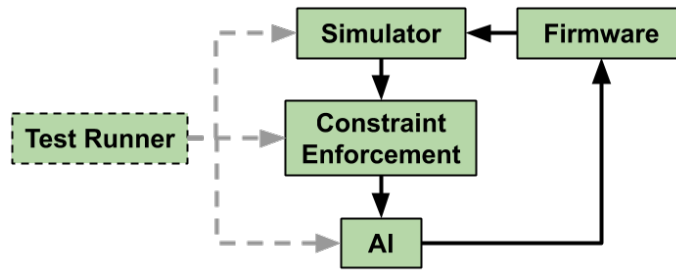 Simulator
Firmware
Test Runner
Constraint
Enforcement
AI